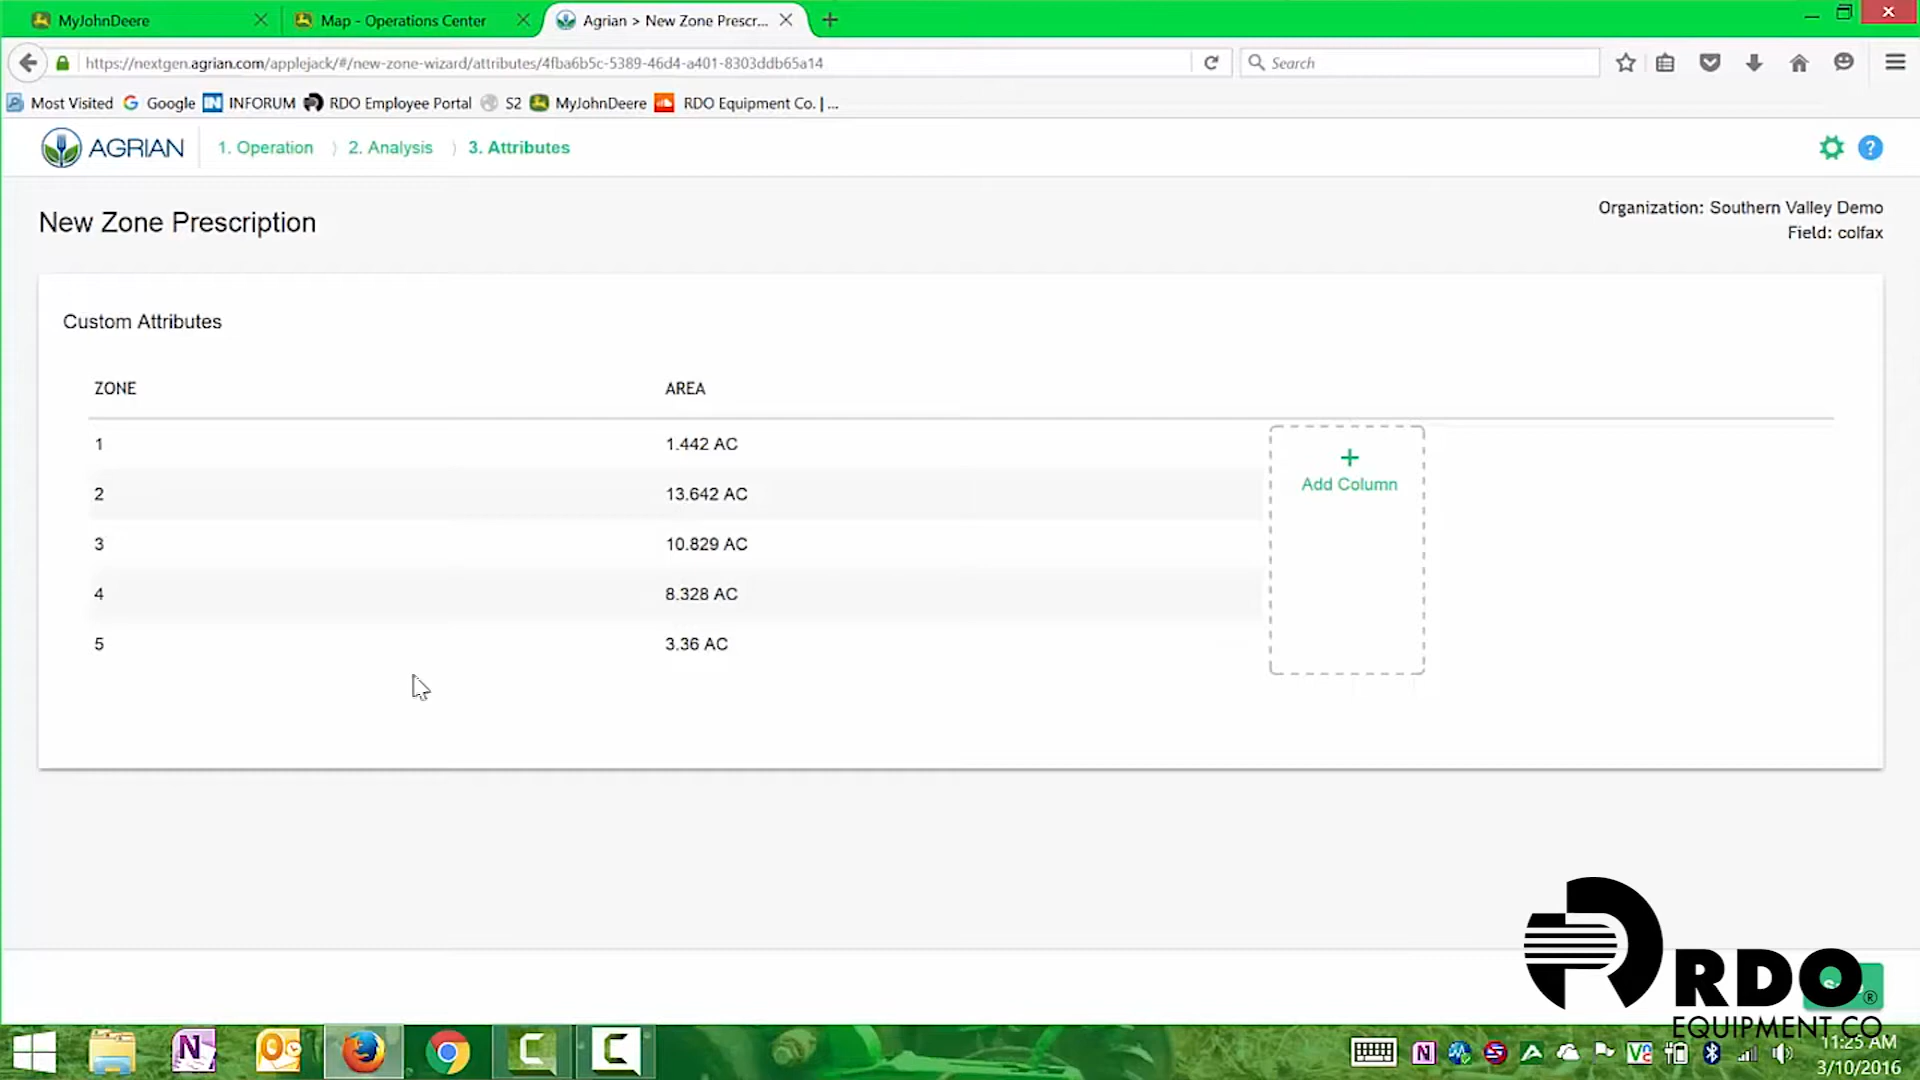 MyJohnDeere
Map - Operations Center
Agrian > New Zone Prescr...
https://nextgen.agrian.com/applejack/#/new-zone-wizard/attributes/4fba6b5c-5389-46d4-a401-8303ddb65a14
Search
Most Visited
Google
INFORUM
RDO Employee Portal
S2
MyJohnDeere
RDO Equipment Co. | ...
AGRIAN
1. Operation
2. Analysis
3. Attributes
New Zone Prescription
Organization: Southern Valley Demo
Field: colfax
Custom Attributes
ZONE AREA
1 1.442 AC
2 13.642 AC
3 10.829 AC
4 8.328 AC
5 3.36 AC
+
Add Column
RDO®
EQUIPMENT CO.
11:25 AM
3/10/2016